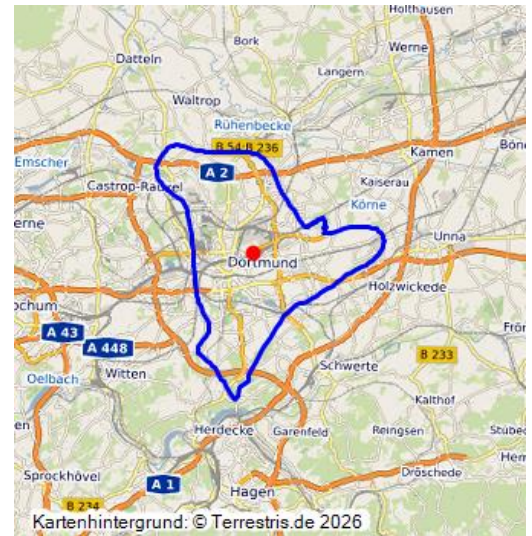 Holthausen
Bork
Werne
Datteln
Langern
Waltrop
Rühenbecke
B 54;B 236
Kamen
Emscher
A 2
Castrop-Rauxel
Kaiserau
Körne
Unna
Dortmund
Holzwickede
A 43
A 448
Schwerte
B 233
Oelbach
Witten
Kalthof
Herdecke
Garenfeld
Reingsen
Sprockhövel
Dröschede
A 1
Hagen
B 234
Kartenhintergrund: © Terrestris.de 2026